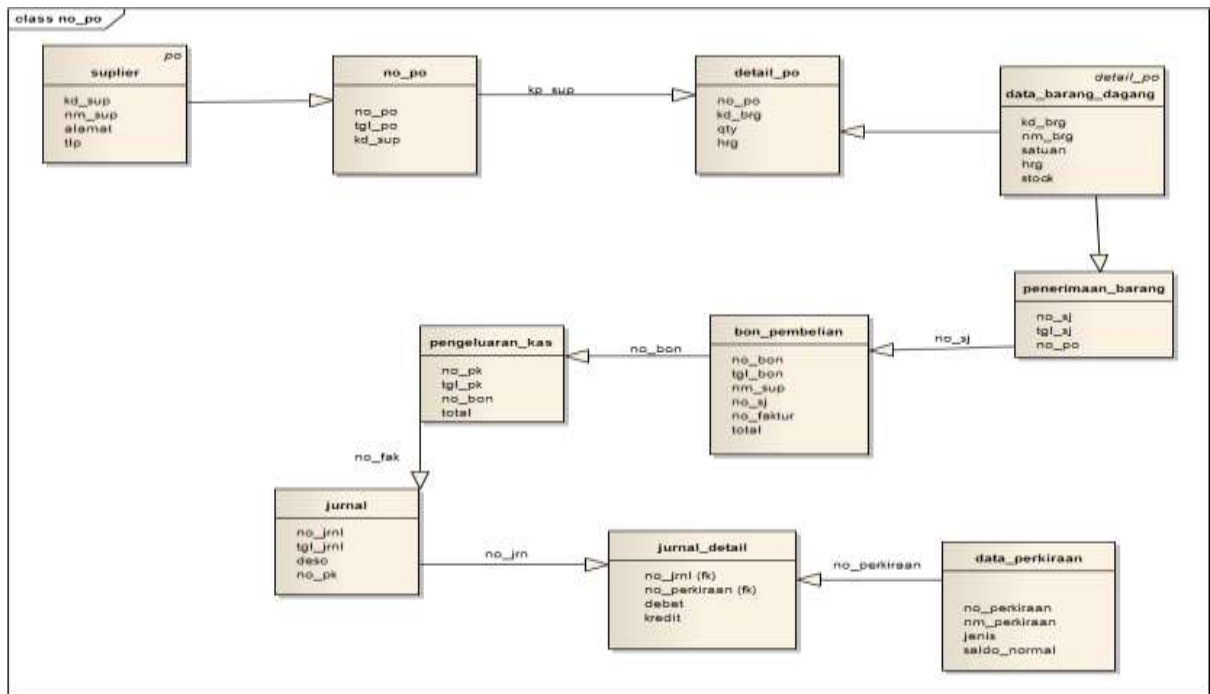 class no_po
po
suplier
kd_sup
nm_sup
alamat
tlp
no_po
no_po
tgl_po
kd_sup
kp_sup
detail_po
no_po
kd_brg
qty
hrg
detail_po
data_barang_dagang
kd_brg
nm_brg
satuan
hrg
stock
penerimaan_barang
no_sj
tgl_sj
no_po
no_sj
bon_pembelian
no_bon
tgl_bon
nm_sup
no_sj
no_faktur
total
no_bon
pengeluaran_kas
no_pk
tgl_pk
no_bon
total
no_fak
jurnal
no_jrnl
tgl_jrnl
deso
no_pk
no_jrn
jurnal_detail
no_jrnl (fk)
no_perkiraan (fk)
debet
kredit
no_perkiraan
data_perkiraan
no_perkiraan
nm_perkiraan
jenis
saldo_normal